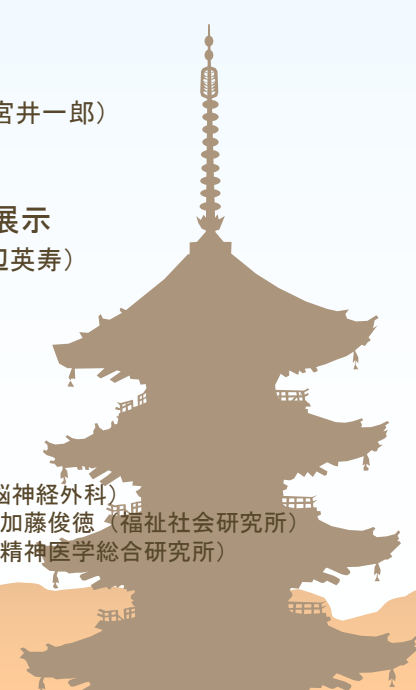 宮井一郎）
展示
辺英寿）
脳神経外科）
加藤俊徳（福祉社会研究所）
精神医学総合研究所）